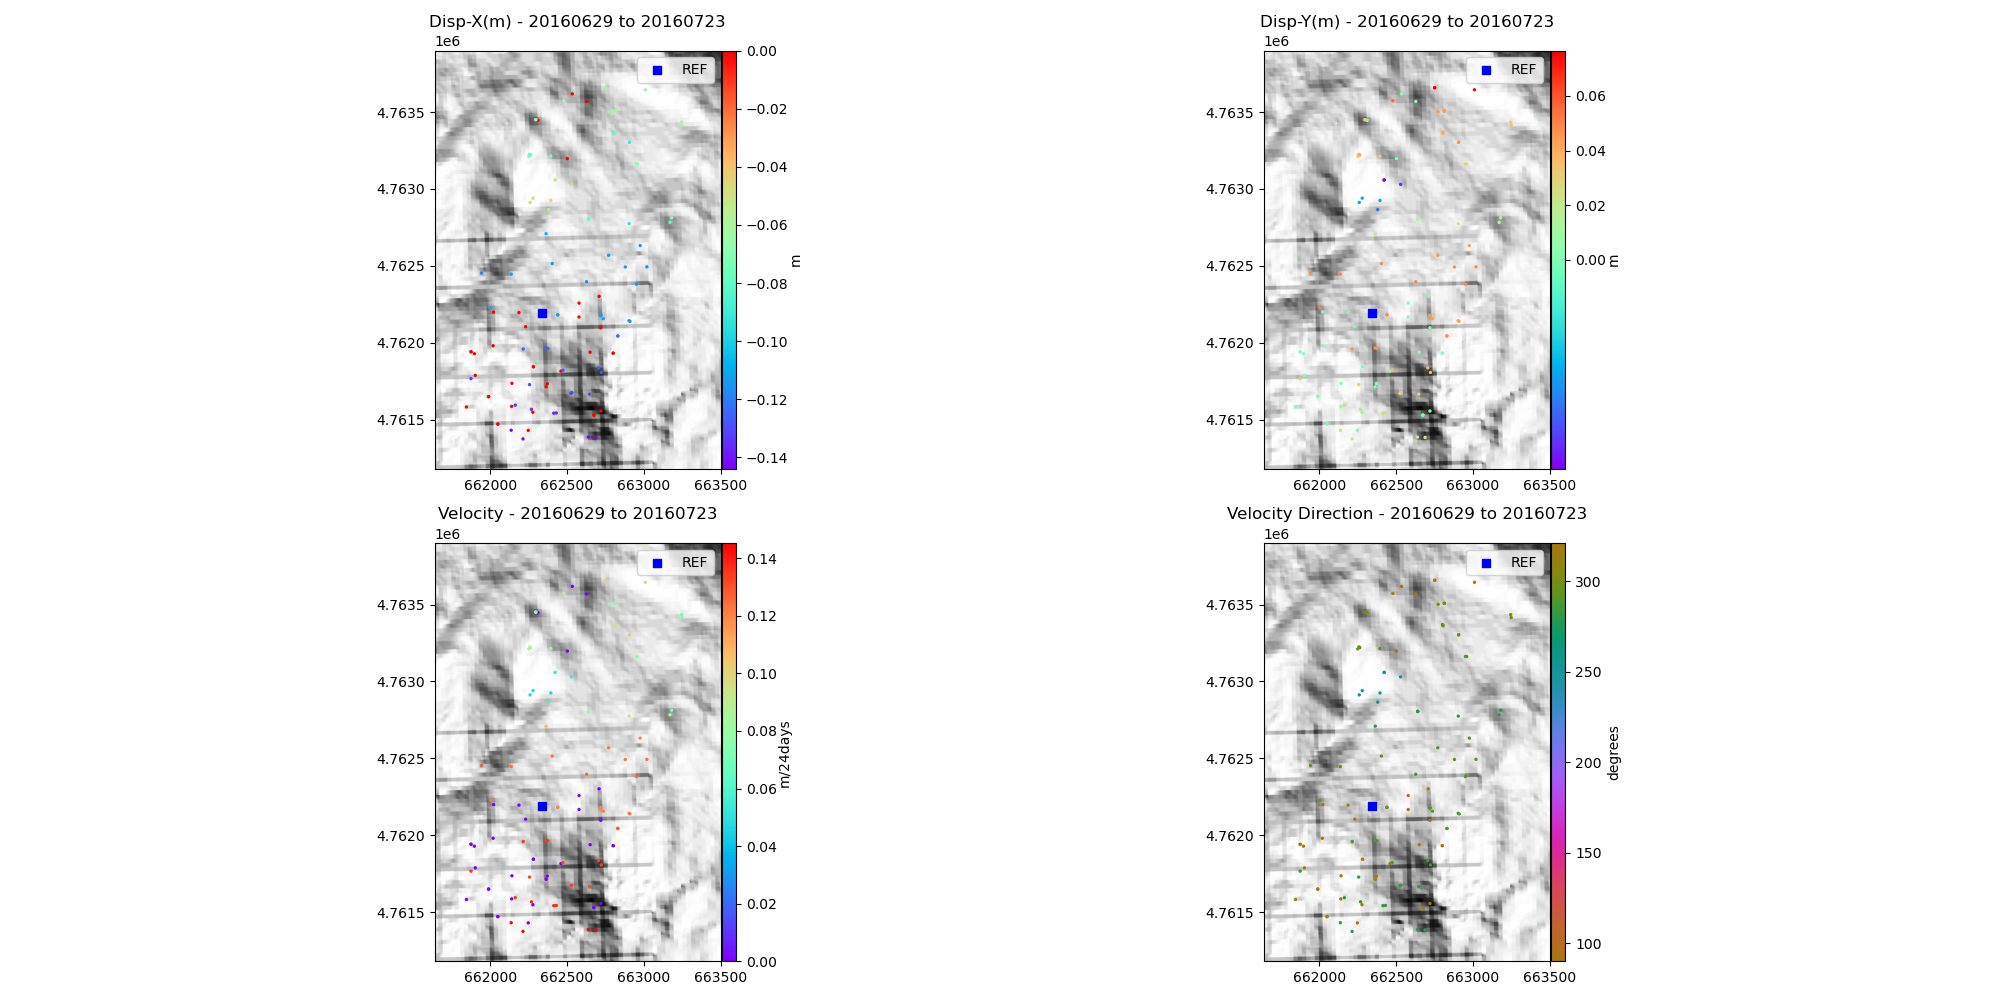 Disp-X(m) - 20160629 to 20160723
1e6
REF
4.7635
4.7630
4.7625
4.7620
4.7615
662000 662500 663000 663500
0.00
−0.02
−0.04
−0.06
−0.08
−0.10
−0.12
−0.14
m
Disp-Y(m) - 20160629 to 20160723
1e6
REF
4.7635
4.7630
4.7625
4.7620
4.7615
662000 662500 663000 663500
0.06
0.04
0.02
0.00
m
Velocity - 20160629 to 20160723
1e6
REF
4.7635
4.7630
4.7625
4.7620
4.7615
662000 662500 663000 663500
0.14
0.12
0.10
0.08
0.06
0.04
0.02
0.00
m/24days
Velocity Direction - 20160629 to 20160723
1e6
REF
4.7635
4.7630
4.7625
4.7620
4.7615
662000 662500 663000 663500
300
250
200
150
100
degrees